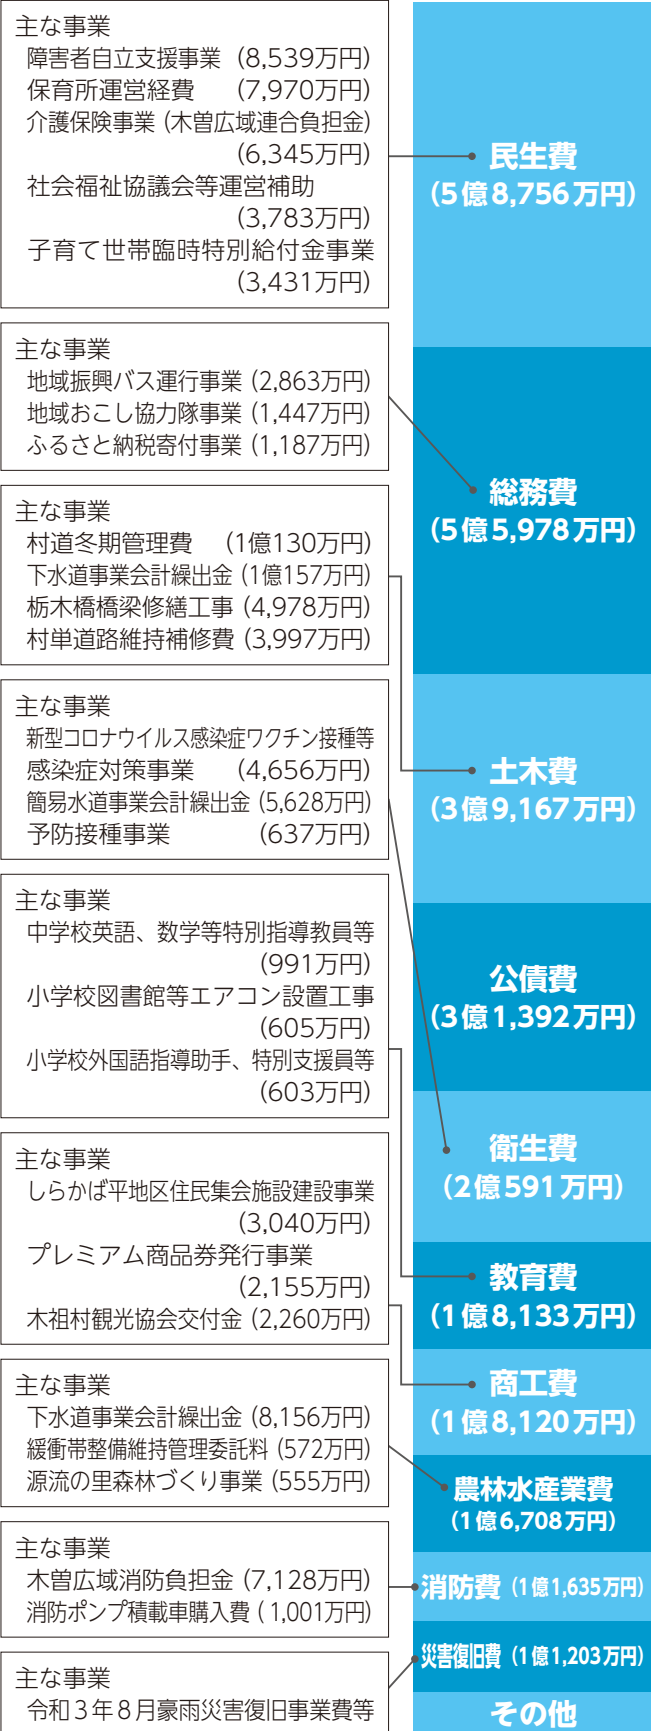 主な事業
障害者自立支援事業（8,539万円）
保育所運営経費　（7,970万円）
介護保険事業（木曽広域連合負担金）
（6,345万円）
社会福祉協議会等運営補助
（3,783万円）
子育て世帯臨時特別給付金事業
（3,431万円）
民生費
（5億8,756万円）
主な事業
地域振興バス運行事業（2,863万円）
地域おこし協力隊事業（1,447万円）
ふるさと納税寄付事業（1,187万円）
総務費
（5億5,978万円）
主な事業
村道冬期管理費　（1億130万円）
下水道事業会計繰出金（1億157万円）
栃木橋橋梁修繕工事（4,978万円）
村単道路維持補修費（3,997万円）
土木費
（3億9,167万円）
公債費
（3億1,392万円）
主な事業
新型コロナウイルス感染症ワクチン接種等
感染症対策事業　（4,656万円）
簡易水道事業会計繰出金（5,628万円）
予防接種事業　（637万円）
衛生費
（2億591万円）
主な事業
中学校英語、数学等特別指導教員等
（991万円）
小学校図書館等エアコン設置工事
（605万円）
小学校外国語指導助手、特別支援員等
（603万円）
教育費
（1億8,133万円）
主な事業
しらかば平地区住民集会施設建設事業
（3,040万円）
プレミアム商品券発行事業
（2,155万円）
木祖村観光協会交付金（2,260万円）
商工費
（1億8,120万円）
主な事業
下水道事業会計繰出金（8,156万円）
緩衝帯整備維持管理委託料（572万円）
源流の里森林づくり事業（555万円）
農林水産業費
（1億6,708万円）
主な事業
木曽広域消防負担金（7,128万円）
消防ポンプ積載車購入費（1,001万円）
消防費（1億1,635万円）
主な事業
令和3年8月豪雨災害復旧事業費等
災害復旧費（1億1,203万円）
その他